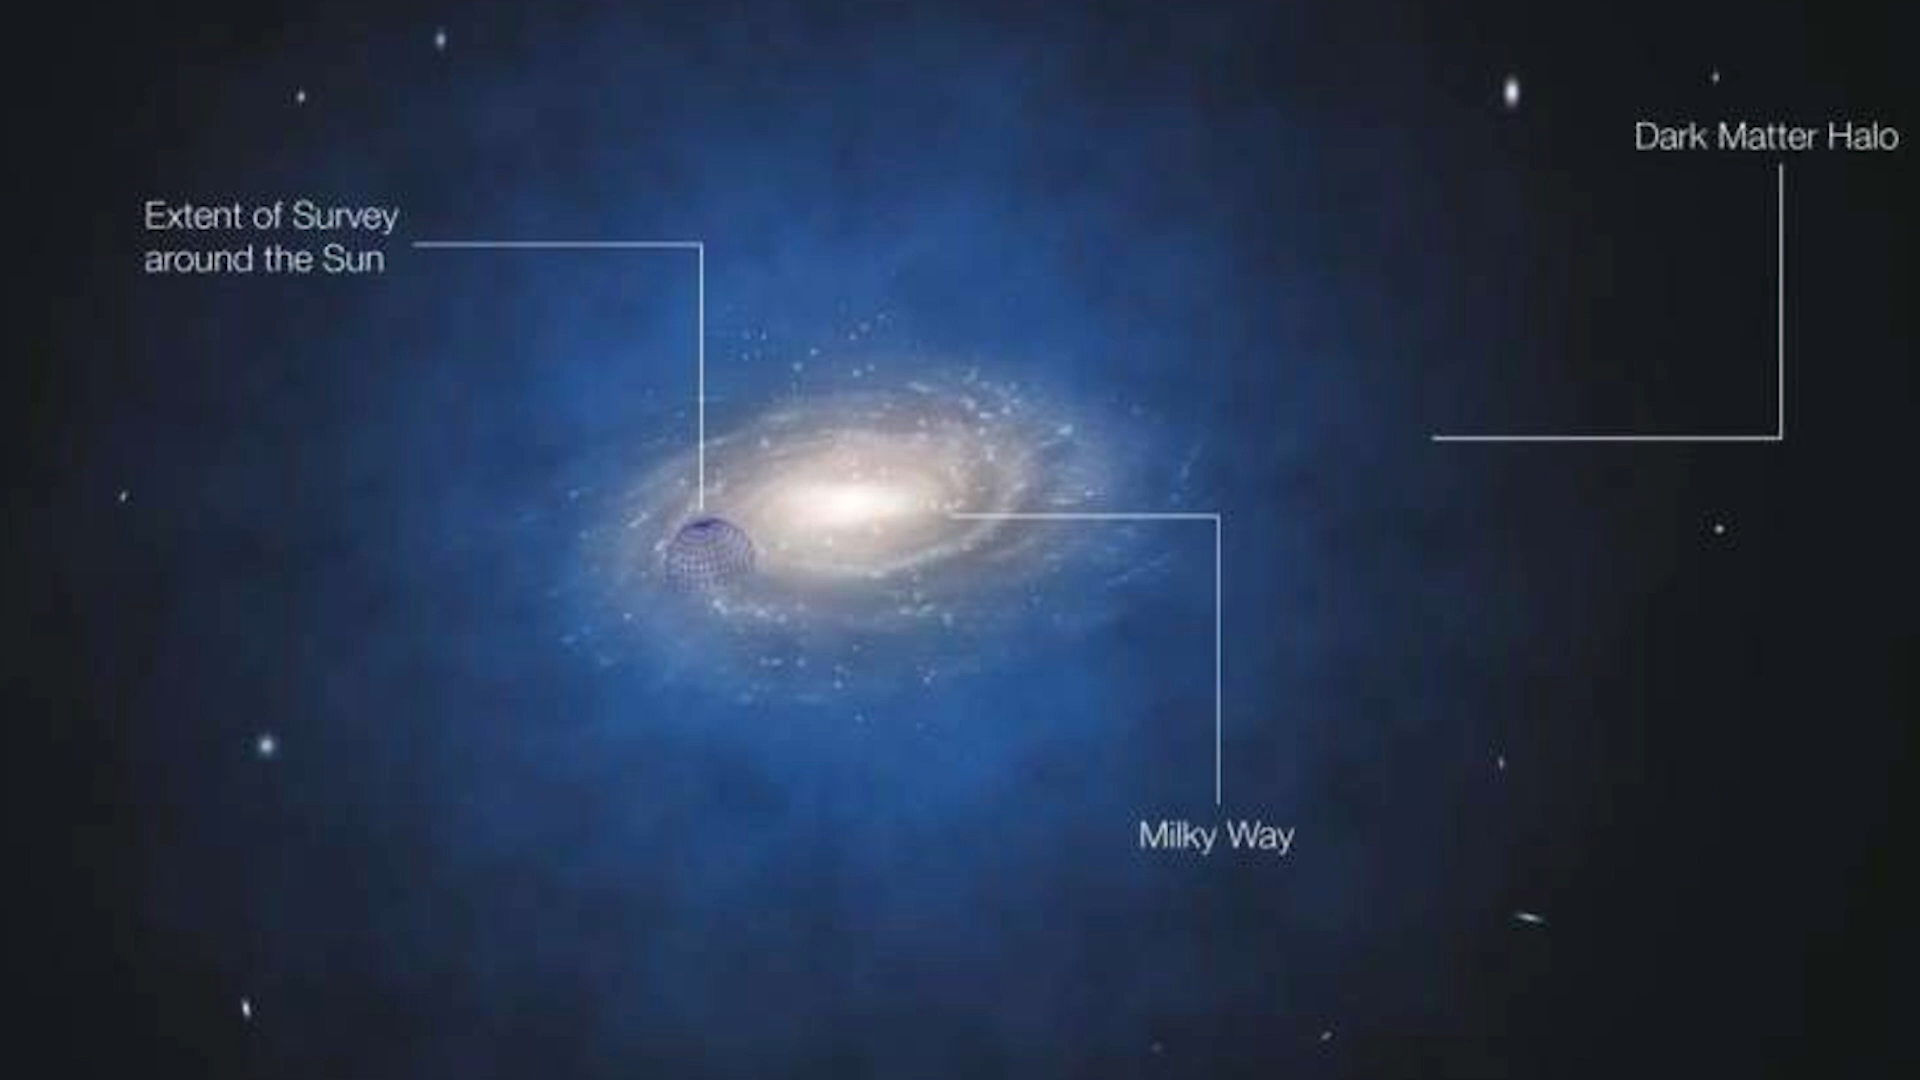 Dark Matter Halo
Extent of Survey
around the Sun
Milky Way